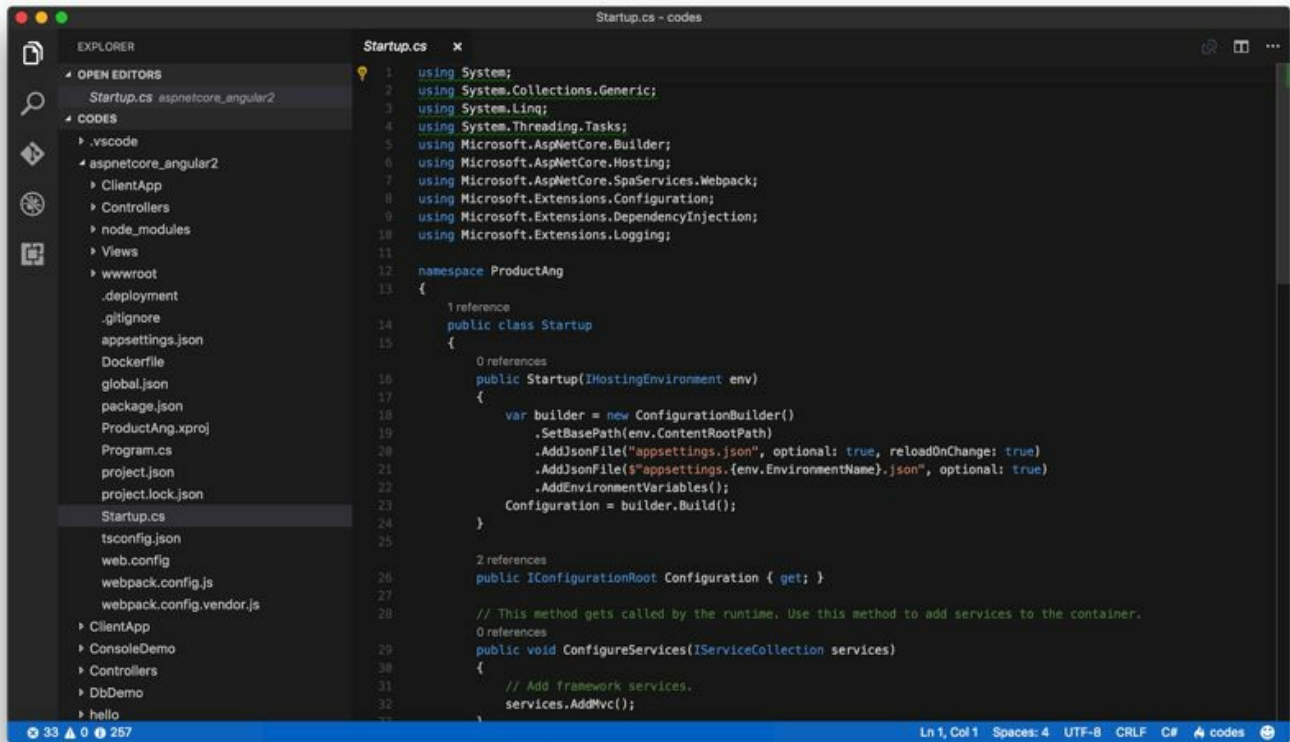 Startup.cs - codes
EXPLORER
OPEN EDITORS
Startup.cs aspnetcore_angular2
CODES
.vscode
aspnetcore_angular2
ClientApp
Controllers
node_modules
Views
wwwroot
.deployment
.gitignore
appsettings.json
Dockerfile
global.json
package.json
ProductAng.xproj
Program.cs
project.json
project.lock.json
Startup.cs
tsconfig.json
web.config
webpack.config.js
webpack.config.vendor.js
ClientApp
ConsoleDemo
Controllers
DbDemo
hello
Startup.cs
1 using System;
2 using System.Collections.Generic;
3 using System.Linq;
4 using System.Threading.Tasks;
5 using Microsoft.AspNetCore.Builder;
6 using Microsoft.AspNetCore.Hosting;
7 using Microsoft.AspNetCore.SpaServices.Webpack;
8 using Microsoft.Extensions.Configuration;
9 using Microsoft.Extensions.DependencyInjection;
10 using Microsoft.Extensions.Logging;
11
12 namespace ProductAng
13 {
1 reference
14 public class Startup
15 {
0 references
16 public Startup(IHostingEnvironment env)
17 {
18 var builder = new ConfigurationBuilder()
19 .SetBasePath(env.ContentRootPath)
20 .AddJsonFile("appsettings.json", optional: true, reloadOnChange: true)
21 .AddJsonFile($"appsettings.{env.EnvironmentName}.json", optional: true)
22 .AddEnvironmentVariables();
23 Configuration = builder.Build();
24 }
25
2 references
26 public IConfigurationRoot Configuration { get; }
27
28 // This method gets called by the runtime. Use this method to add services to the container.
0 references
29 public void ConfigureServices(IServiceCollection services)
30 {
31 // Add framework services.
32 services.AddMvc();
33 0 257
Ln 1, Col 1 Spaces: 4 UTF-8 CRLF C# codes